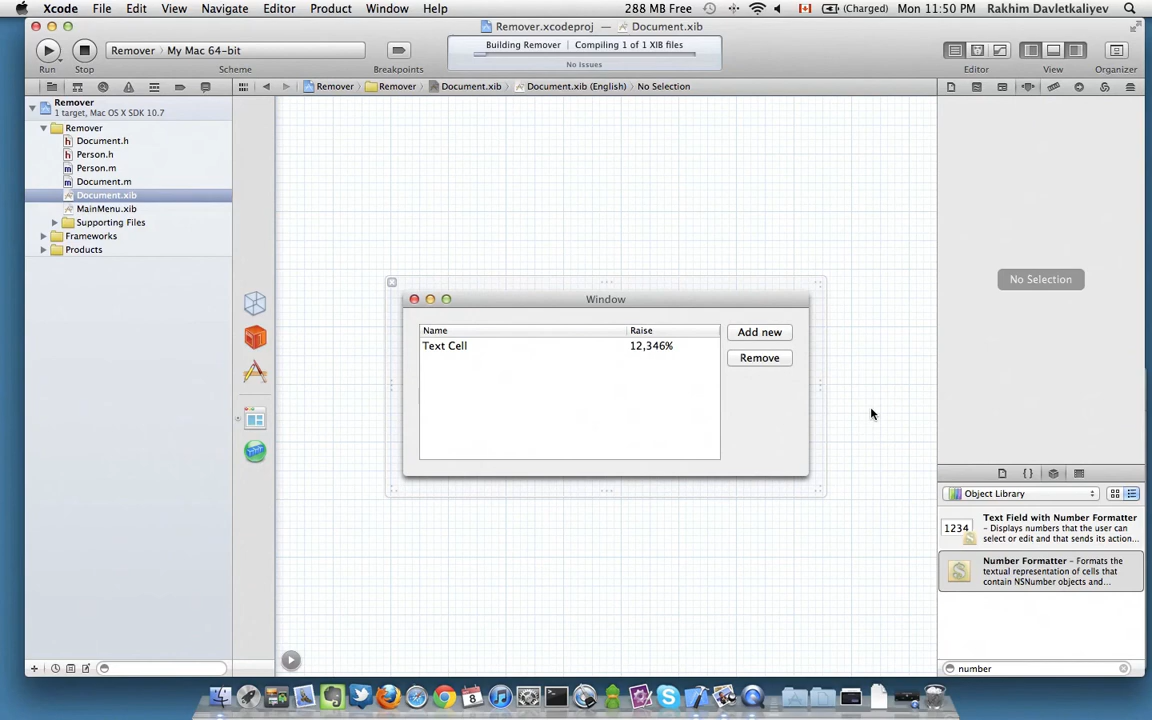 Xcode File Edit View Navigate Editor Product Window Help 288 MB Free (Charged) Mon 11:50 PM Rakhim Davletkaliyev
Remover.xcodeproj — Document.xib
Remover My Mac 64-bit
Building Remover | Compiling 1 of 1 XIB files
No Issues
Run Stop Scheme Breakpoints Editor View Organizer
Remover Remover Document.xib Document.xib (English) No Selection
Remover
1 target, Mac OS X SDK 10.7
Remover
Document.h
Person.h
Person.m
Document.m
Document.xib
MainMenu.xib
Supporting Files
Frameworks
Products
Window
Name Raise
Text Cell 12,346%
Add new
Remove
No Selection
Object Library
1234
Text Field with Number Formatter
– Displays numbers that the user can
select or edit and that sends its action...
Number Formatter – Formats the
textual representation of cells that
contain NSNumber objects and...
number
8